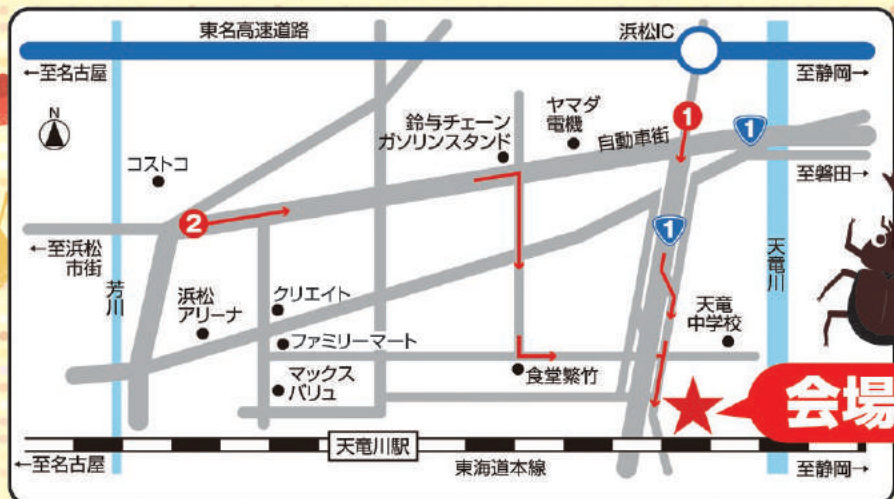 東名高速道路
浜松IC
←至名古屋
至静岡→
N
ヤマダ
電機
鈴与チェーン
ガソリンスタンド
自動車街
1
1
コストコ
至磐田→
2
1
←至浜松
市街
芳川
天竜川
浜松
アリーナ
クリエイト
天竜
中学校
ファミリーマート
マックス
バリュ
食堂繁竹
会場
天竜川駅
←至名古屋
東海道本線
至静岡→